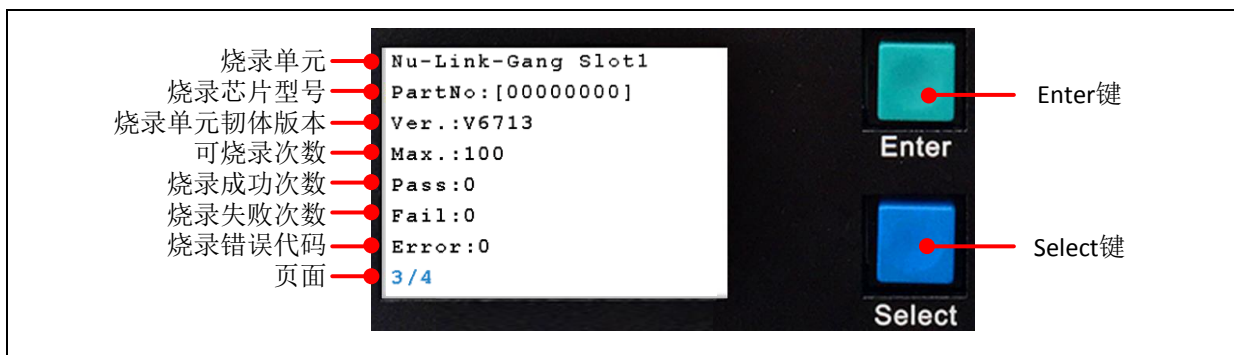 烧录单元
烧录芯片型号
烧录单元韧体版本
可烧录次数
烧录成功次数
烧录失败次数
烧录错误代码
页面
Nu-Link-Gang Slot1
PartNo:[00000000]
Ver.:V6713
Max.:100
Pass:0
Fail:0
Error:0
3/4
Enter
Select
Enter键
Select键